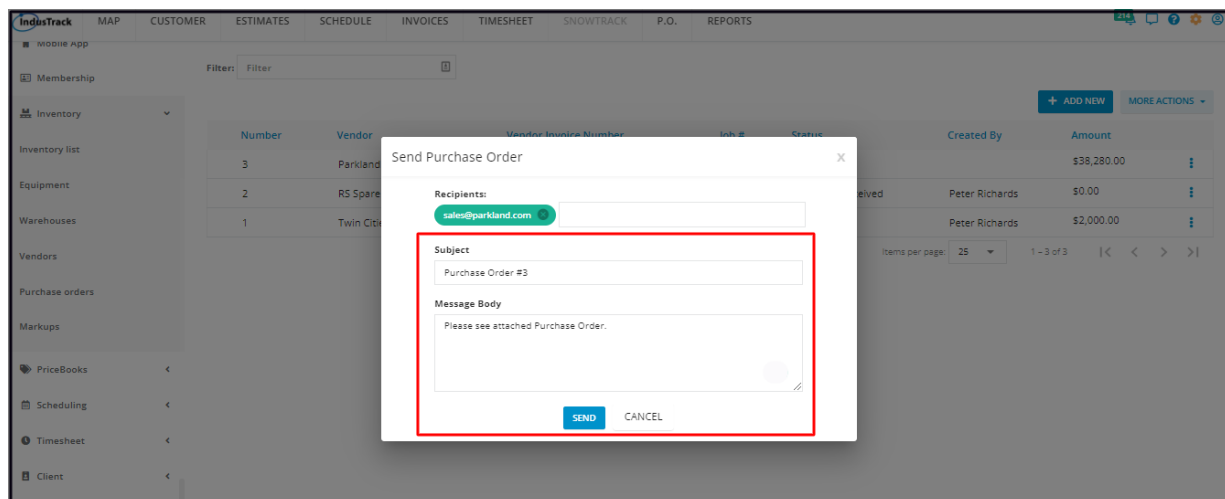 IndusTrack MAP CUSTOMER ESTIMATES SCHEDULE INVOICES TIMESHEET SNOWTRACK P.O. REPORTS 214
Mobile App
Filter: Filter
Membership
+ ADD NEW MORE ACTIONS
Inventory
Number Vendor Vendor Invoice Number Job # Status Created By Amount
Inventory list
Send Purchase Order X
3 Parkland $38,280.00
Equipment
2 RS Spare eived Peter Richards $0.00
Recipients:
sales@parkland.com
Warehouses
1 Twin Citi Peter Richards $2,000.00
Subject
Vendors
Items per page: 25 1 – 3 of 3 |< < > >|
Purchase Order #3
Purchase orders
Message Body
Markups
Please see attached Purchase Order.
PriceBooks
Scheduling
SEND CANCEL
Timesheet
Client